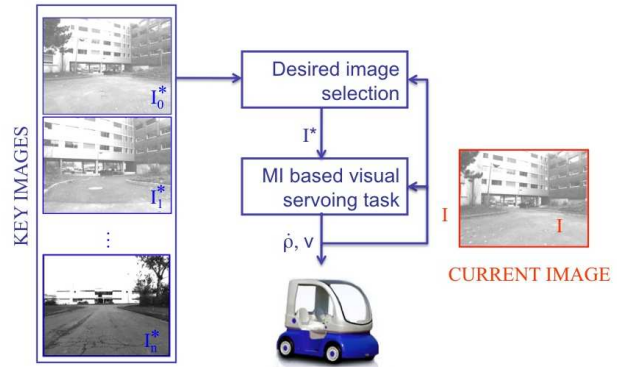 KEY IMAGES
I₀*
I₁*
⋮
Iₙ*
Desired image
selection
I*
MI based visual
servoing task
ρ̇, v
I
I
CURRENT IMAGE